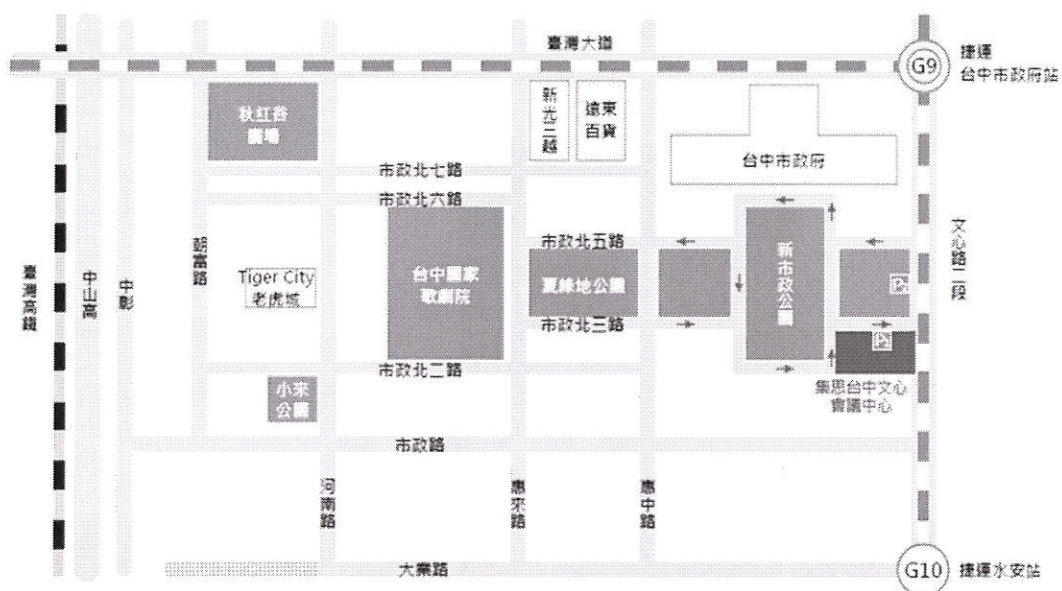 臺灣大道
G9
捷運
台中市政府站
秋紅谷
廣場
新光三越
遠東
百貨
台中市政府
市政北七路
市政北六路
朝富路
市政北五路
新市政公園
文心路二段
臺灣高鐵
中山高
中彰
Tiger City
老虎城
台中國家
歌劇院
夏綠地公園
市政北三路
市政北二路
小來
公園
集思台中文心
會議中心
市政路
河南路
惠來路
惠中路
大業路
G10
捷運水安站